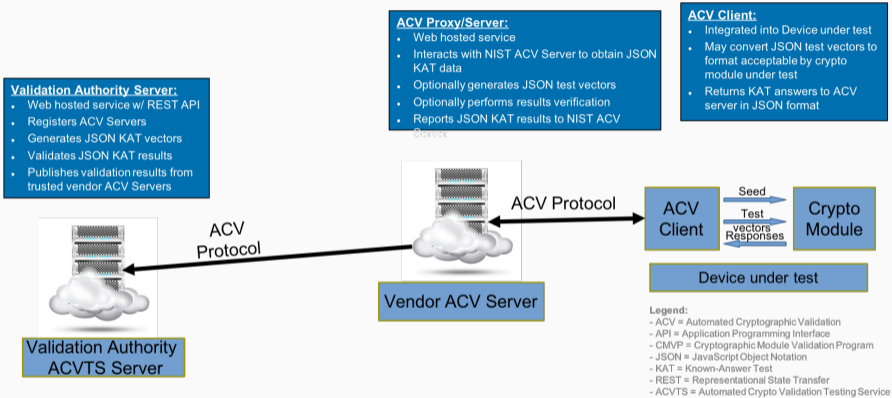 Validation Authority Server:
• Web hosted service w/ REST API
• Registers ACV Servers
• Generates JSON KAT vectors
• Validates JSON KAT results
• Publishes validation results from
trusted vendor ACV Servers
ACV Proxy/Server:
• Web hosted service
• Interacts with NIST ACV Server to obtain JSON
KAT data
• Optionally generates JSON test vectors
• Optionally performs results verification
• Reports JSON KAT results to NIST ACV
Server
ACV Client:
• Integrated into Device under test
• May convert JSON test vectors to
format acceptable by crypto
module under test
• Returns KAT answers to ACV
server in JSON format
ACV
Protocol
ACV Protocol
Validation Authority
ACVTS Server
Vendor ACV Server
ACV
Client
Seed
Test
vectors
Responses
Crypto
Module
Device under test
Legend:
- ACV = Automated Cryptographic Validation
- API = Application Programming Interface
- CMVP = Cryptographic Module Validation Program
- JSON = JavaScript Object Notation
- KAT = Known-Answer Test
- REST = Representational State Transfer
- ACVTS = Automated Crypto Validation Testing Service